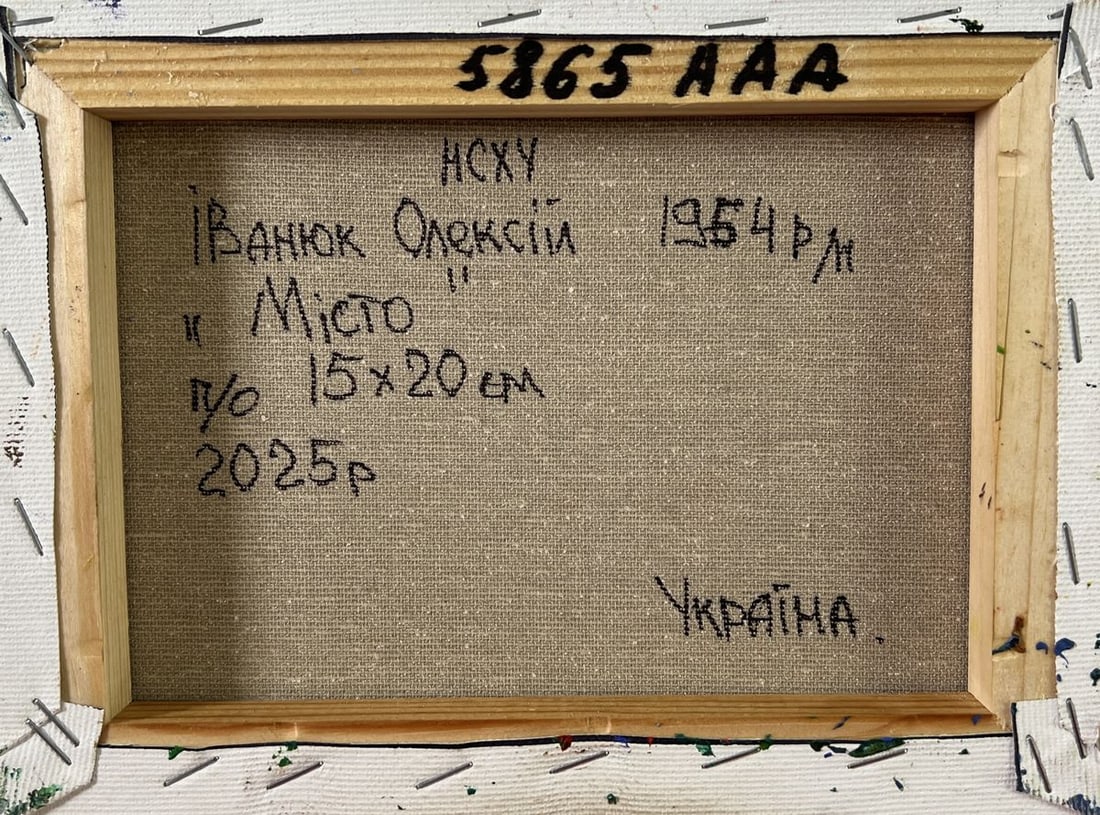 5865 AAA
НСХУ
Іванюк Олексій 1954 р/н
" Місто "
п/о 15х20 см
2025р
Україна.